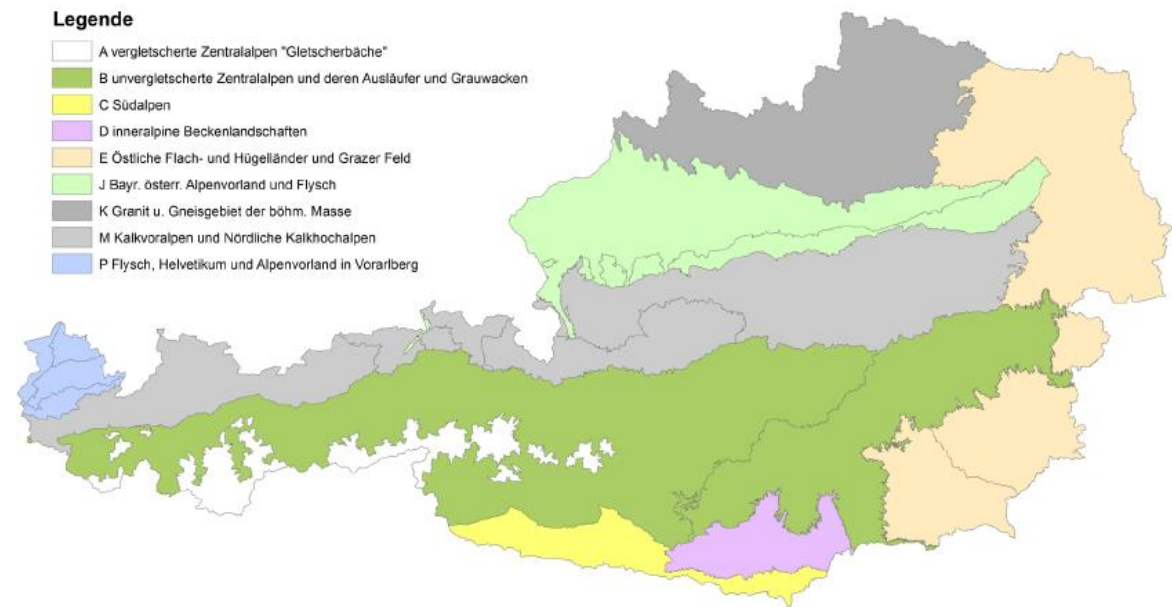 Legende
A vergletscherte Zentralalpen "Gletscherbäche"
B unvergletscherte Zentralalpen und deren Ausläufer und Grauwacken
C Südalpen
D inneralpine Beckenlandschaften
E Östliche Flach- und Hügelländer und Grazer Feld
J Bayr. österr. Alpenvorland und Flysch
K Granit u. Gneisgebiet der böhm. Masse
M Kalkvoralpen und Nördliche Kalkhochalpen
P Flysch, Helvetikum und Alpenvorland in Vorarlberg